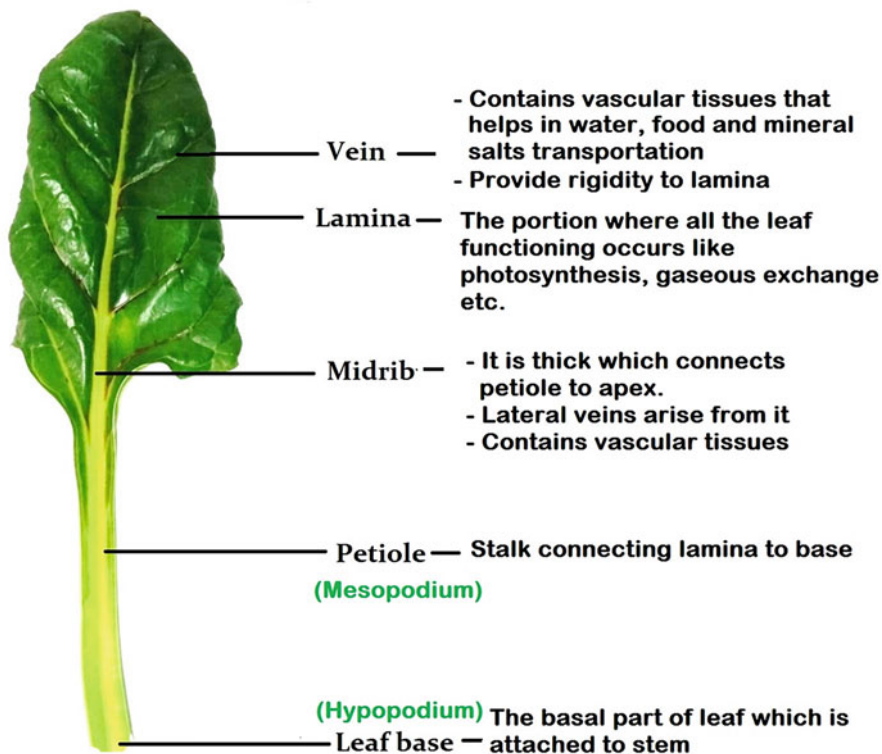 Vein — - Contains vascular tissues that
helps in water, food and mineral
salts transportation
- Provide rigidity to lamina
Lamina — The portion where all the leaf
functioning occurs like
photosynthesis, gaseous exchange
etc.
Midrib — - It is thick which connects
petiole to apex.
- Lateral veins arise from it
- Contains vascular tissues
Petiole — Stalk connecting lamina to base
(Mesopodium)
(Hypopodium)
Leaf base — The basal part of leaf which is
attached to stem